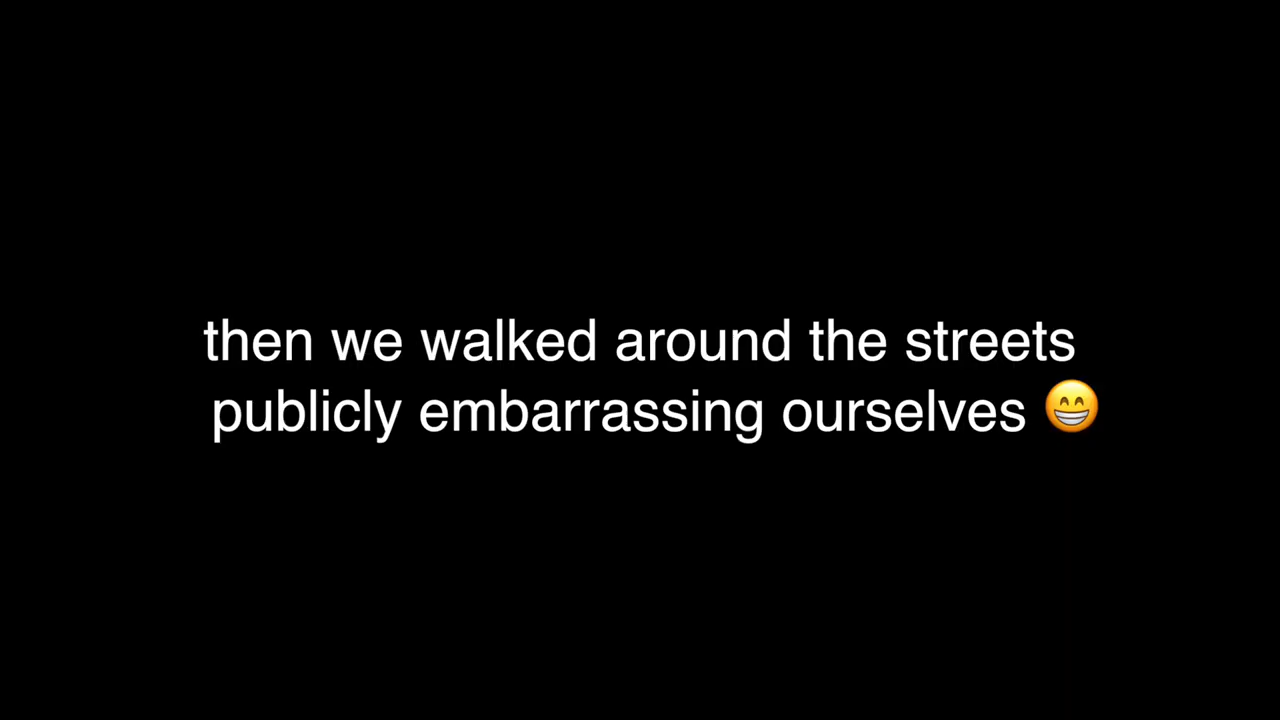 then we walked around the streets
publicly embarrassing ourselves 😁